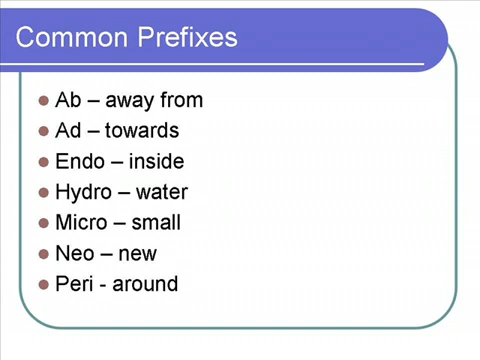 Common Prefixes
Ab – away from
Ad – towards
Endo – inside
Hydro – water
Micro – small
Neo – new
Peri - around